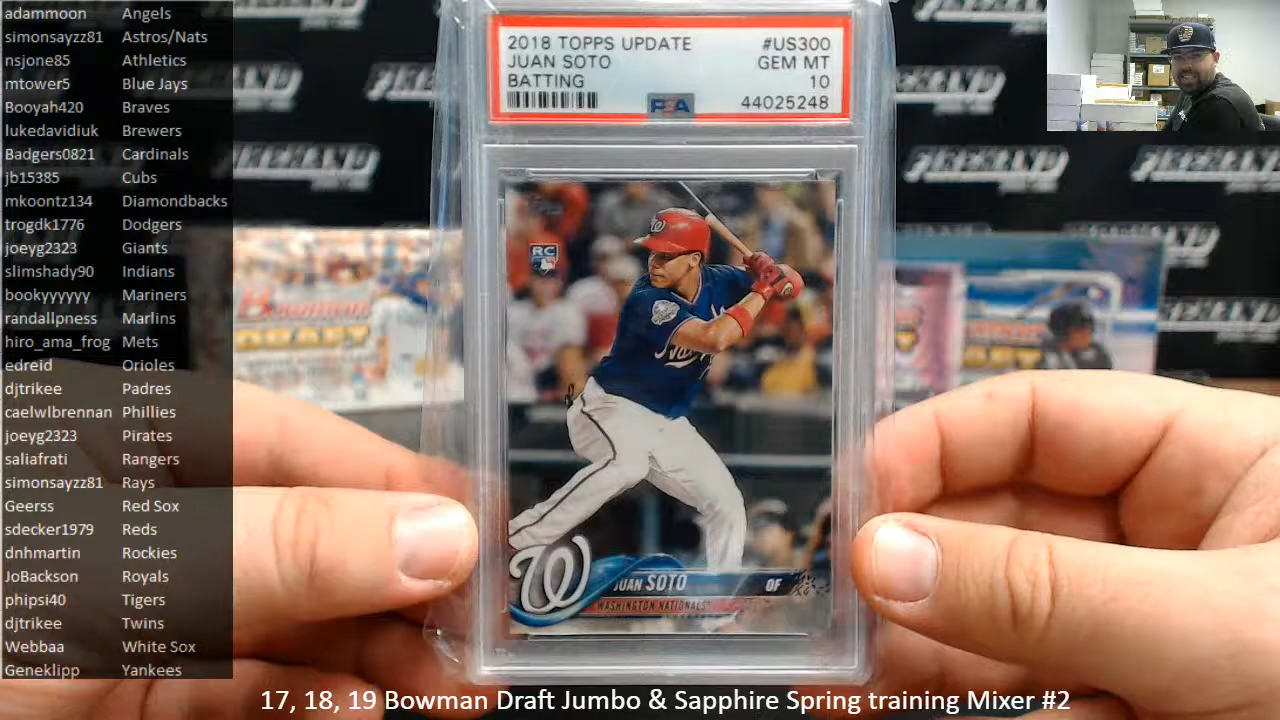 adammoon Angels
simonsayzz81 Astros/Nats
nsjone85 Athletics
mtower5 Blue Jays
Booyah420 Braves
lukedavidiuk Brewers
Badgers0821 Cardinals
jb15385 Cubs
mkoontz134 Diamondbacks
trogdk1776 Dodgers
joeyg2323 Giants
slimshady90 Indians
bookyyyyyy Mariners
randallpness Marlins
hiro_ama_frog Mets
edreid Orioles
djtrikee Padres
caelwlbrennan Phillies
joeyg2323 Pirates
saliafrati Rangers
simonsayzz81 Rays
Geerss Red Sox
sdecker1979 Reds
dnhmartin Rockies
JoBackson Royals
phipsi40 Tigers
djtrikee Twins
Webbaa White Sox
Geneklipp Yankees
2018 TOPPS UPDATE #US300
JUAN SOTO GEM MT
BATTING 10
PSA 44025248
RC
W
JUAN SOTO OF
WASHINGTON NATIONALS
Bowman
DRAFT
17, 18, 19 Bowman Draft Jumbo & Sapphire Spring training Mixer #2